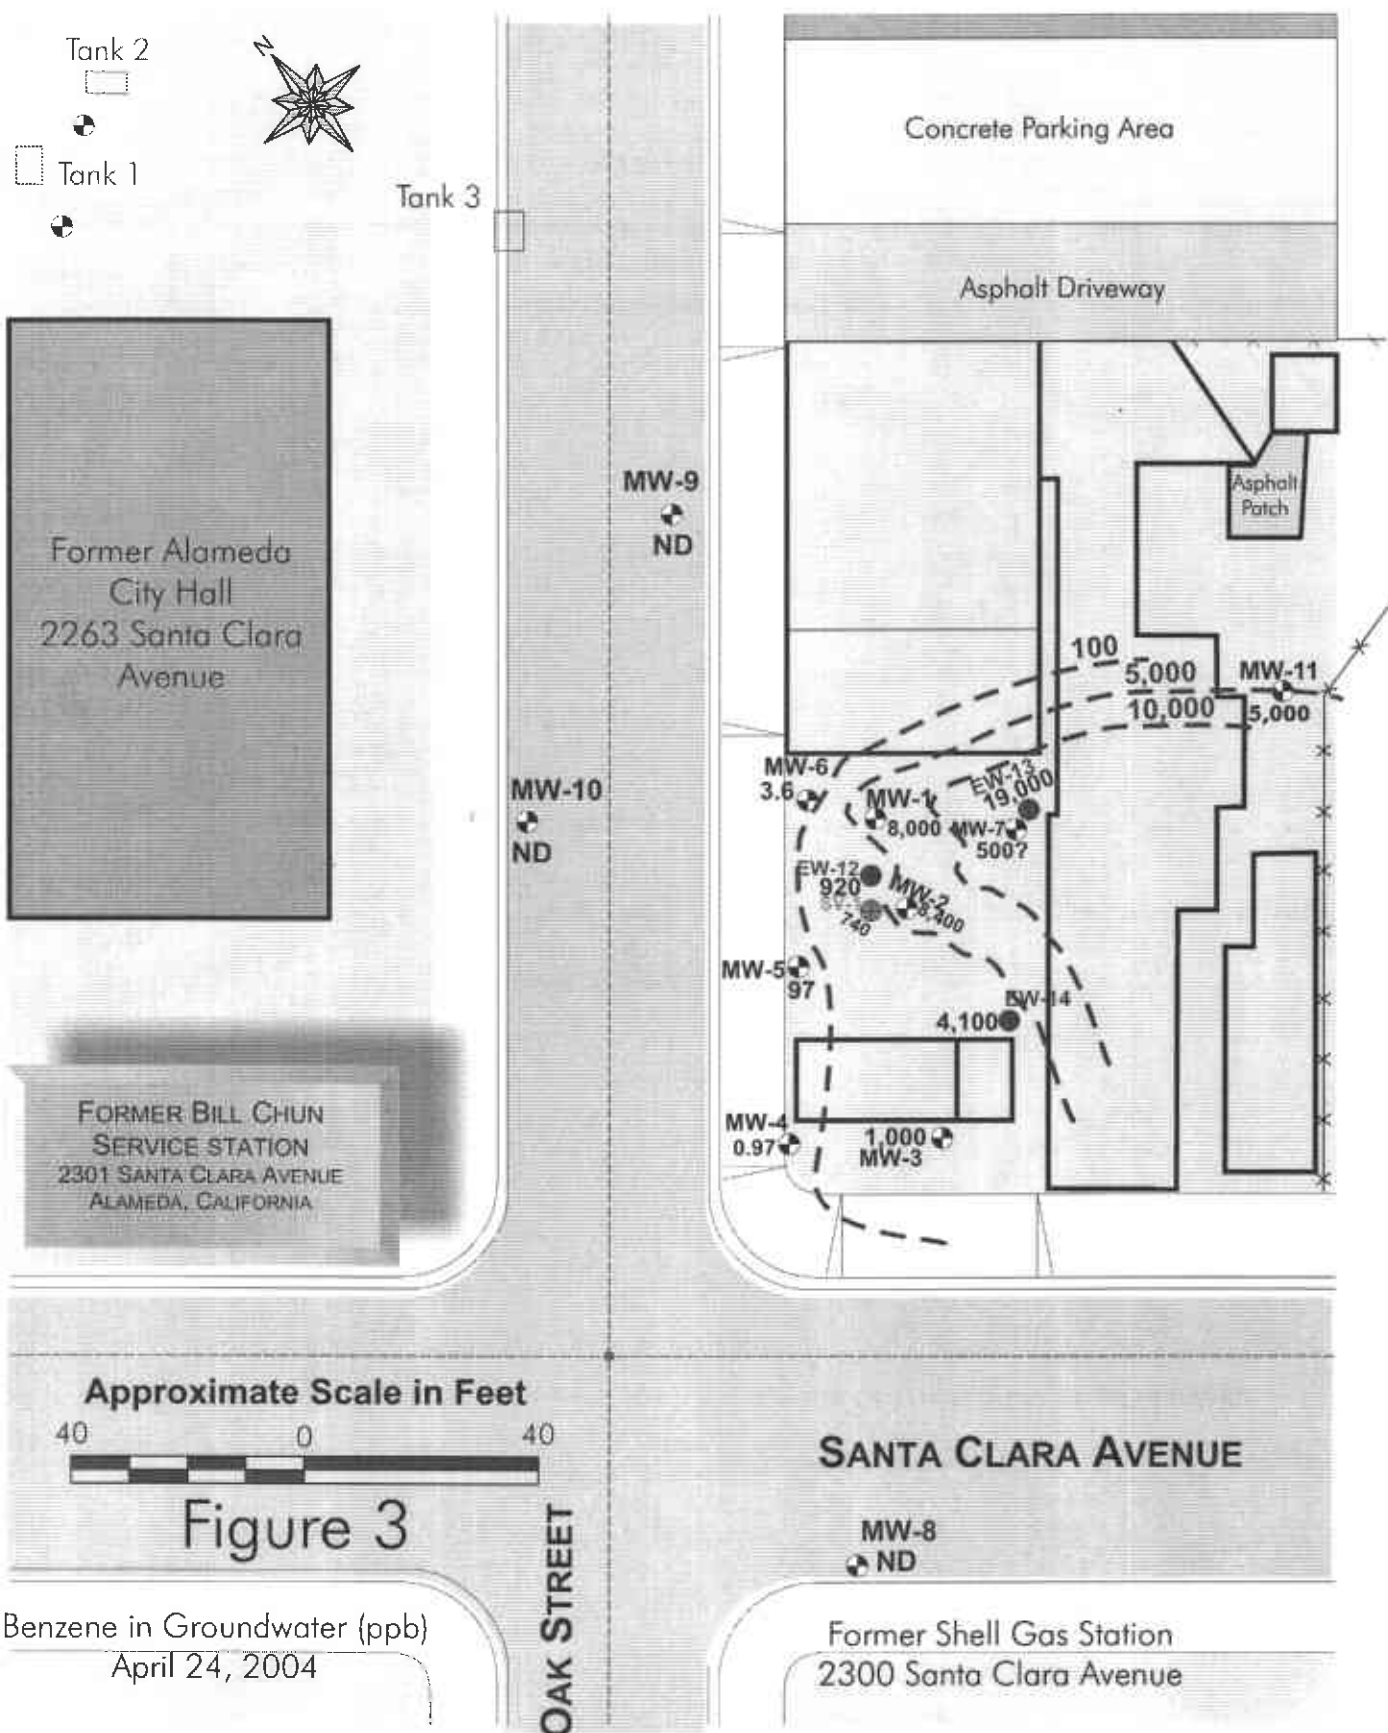 Tank 2
N
Tank 1
Tank 3
Concrete Parking Area
Asphalt Driveway
Asphalt
Patch
Former Alameda
City Hall
2263 Santa Clara
Avenue
MW-9
ND
100
5,000
10,000
MW-11
5,000
MW-6
3.6
MW-10
ND
EW-13
19,000
MW-1
8,000
MW-7
500?
EW-12
920
740
MW-2
MW-5
97
EW-14
4,100
MW-4
0.97
1,000
MW-3
FORMER BILL CHUN
SERVICE STATION
2301 SANTA CLARA AVENUE
ALAMEDA, CALIFORNIA
Approximate Scale in Feet
40 0 40
Figure 3
SANTA CLARA AVENUE
OAK STREET
MW-8
ND
Benzene in Groundwater (ppb)
April 24, 2004
Former Shell Gas Station
2300 Santa Clara Avenue